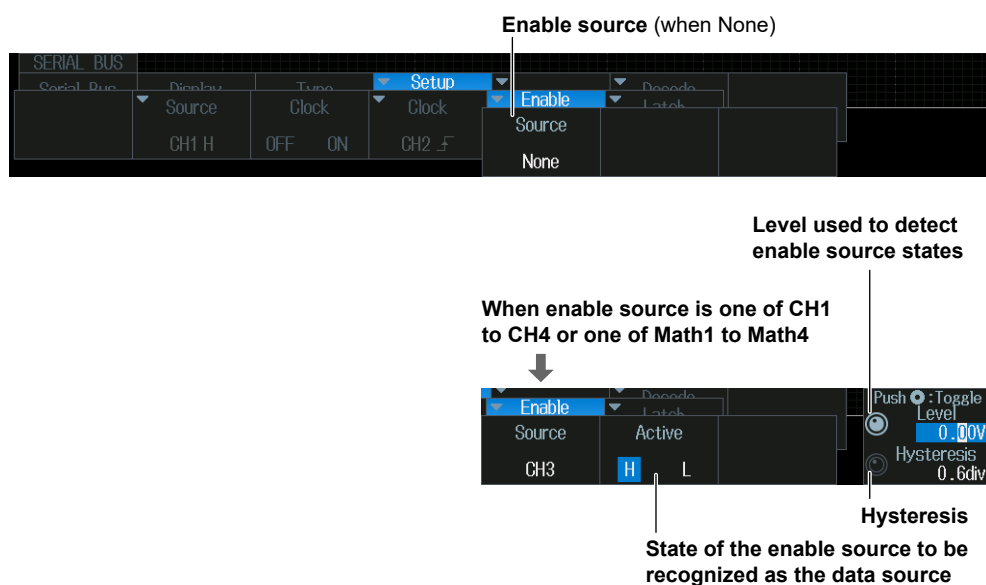 Enable source (when None)
SERIAL BUS
Serial Bus Display Type Setup Decode
Source Clock Clock Enable Latch
CH1 H OFF ON CH2
Source
None
Level used to detect
enable source states
When enable source is one of CH1
to CH4 or one of Math1 to Math4
Decode
Enable Latch
Source Active
CH3 H L
Push :Toggle
Level
0.00V
Hysteresis
0.6div
Hysteresis
State of the enable source to be
recognized as the data source